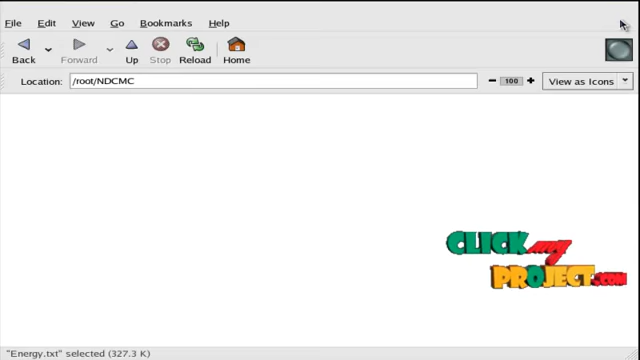 File Edit View Go Bookmarks Help
Back Forward Up Stop Reload Home
Location: /root/NDCMC 100 View as Icons
CLICK my
PROJECT.COM
"Energy.txt" selected (327.3 K)